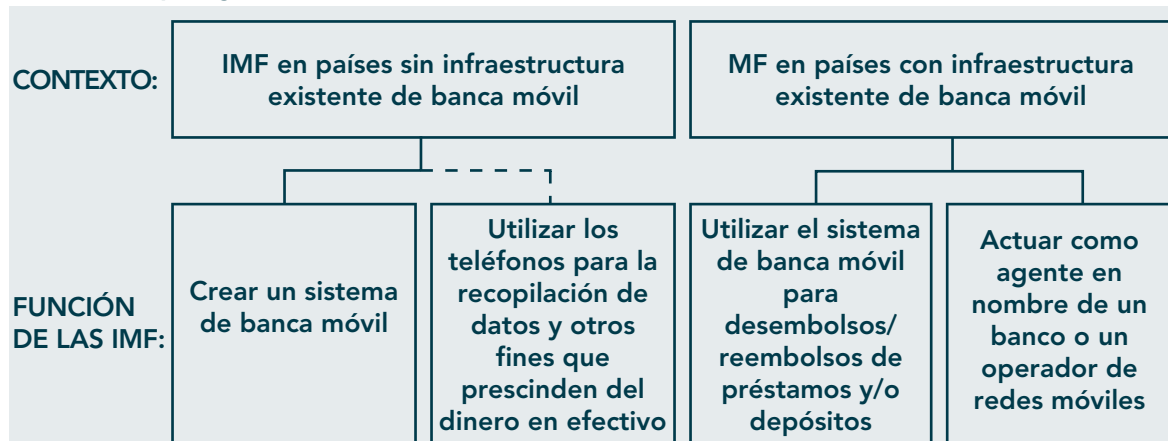 CONTEXTO:
IMF en países sin infraestructura
existente de banca móvil
MF en países con infraestructura
existente de banca móvil
FUNCIÓN
DE LAS IMF:
Crear un sistema
de banca móvil
Utilizar los
teléfonos para la
recopilación de
datos y otros
fines que
prescinden del
dinero en efectivo
Utilizar el sistema
de banca móvil
para
desembolsos/
reembolsos de
préstamos y/o
depósitos
Actuar como
agente en
nombre de un
banco o un
operador de
redes móviles